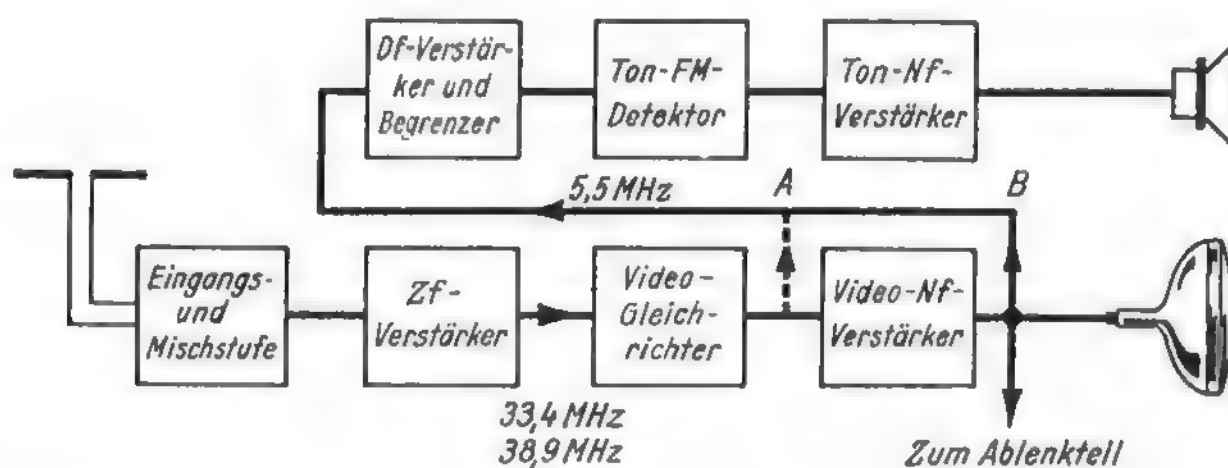 Df-Verstär-
ker und
Begrenzer
Ton-FM-
Detektor
Ton-Nf-
Verstärker
5,5 MHz
A
B
Eingangs-
und
Mischstufe
Zf-
Verstärker
Video-
Gleich-
richter
Video-Nf-
Verstärker
33,4 MHz
38,9 MHz
Zum Ablenkteil